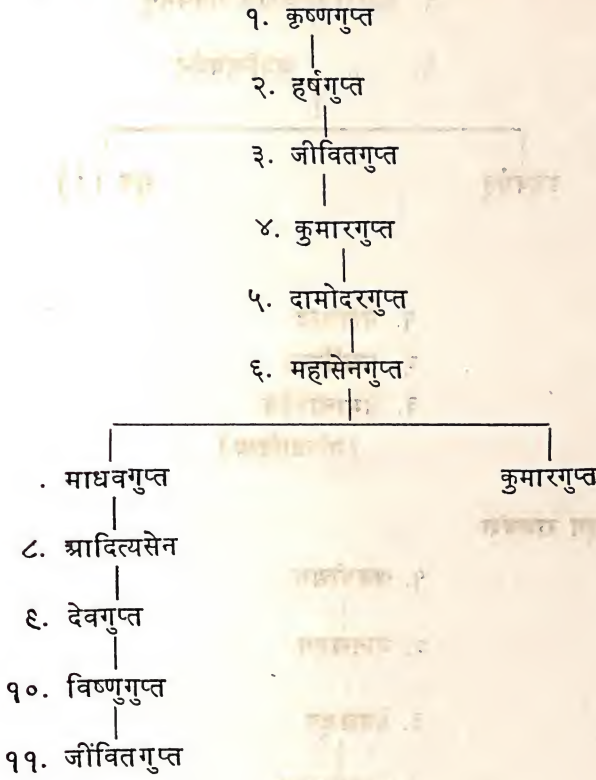 १. कृष्णगुप्त
२. हर्षगुप्त
३. जीवितगुप्त
४. कुमारगुप्त
५. दामोदरगुप्त
६. महासेनगुप्त
. माधवगुप्त कुमारगुप्त
८. आदित्यसेन
९. देवगुप्त
१०. विष्णुगुप्त
११. जींवितगुप्त